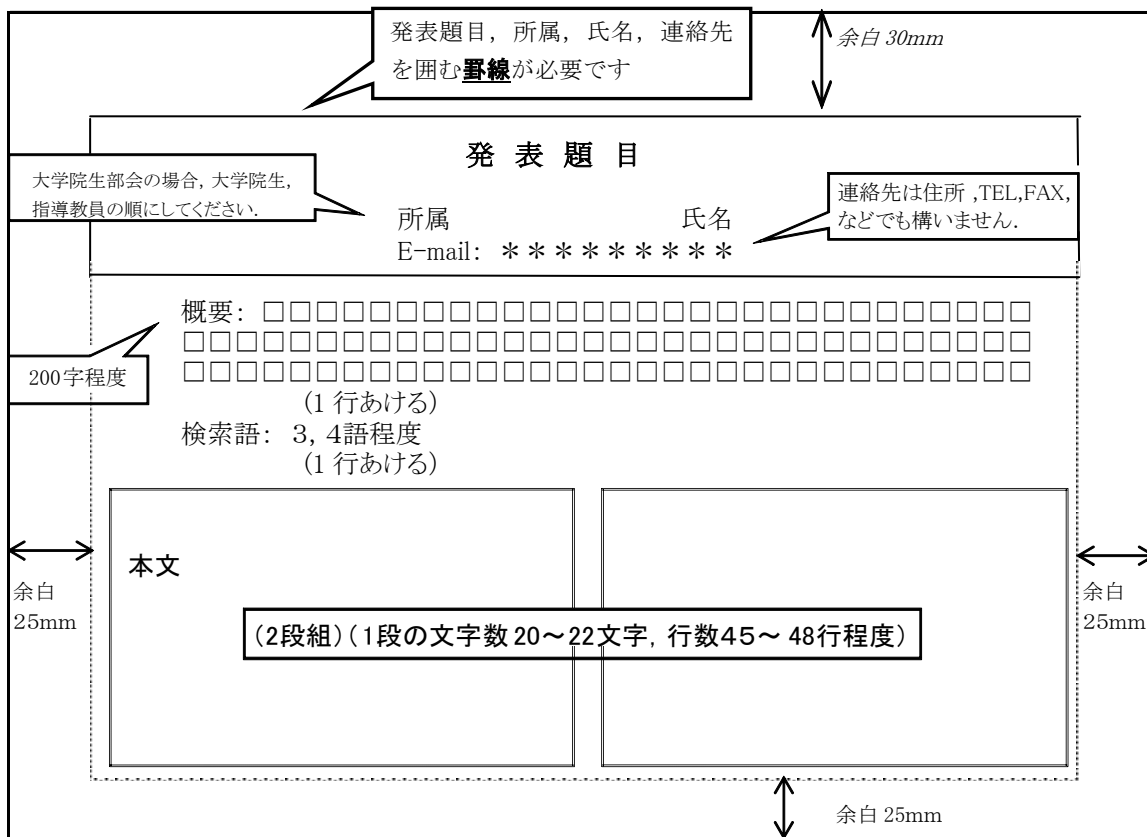 発表題目，所属，氏名，連絡先
を囲む罫線が必要です
余白 30mm
発 表 題 目
大学院生部会の場合，大学院生，
指導教員の順にしてください．
連絡先は住所 ,TEL,FAX,
などでも構いません．
所属 氏名
E-mail: ＊＊＊＊＊＊＊＊＊
概要: □□□□□□□□□□□□□□□□□□□□□□□□□□□□□
□□□□□□□□□□□□□□□□□□□□□□□□□□□□□□□□
□□□□□□□□□□□□□□□□□□□□□□□□□□□□□□□□
200字程度
(1 行あける)
検索語: ３，４語程度
(1 行あける)
本文
余白
25mm
余白
25mm
(2段組)(1段の文字数 20～22文字，行数４５～ 48行程度)
余白 25mm